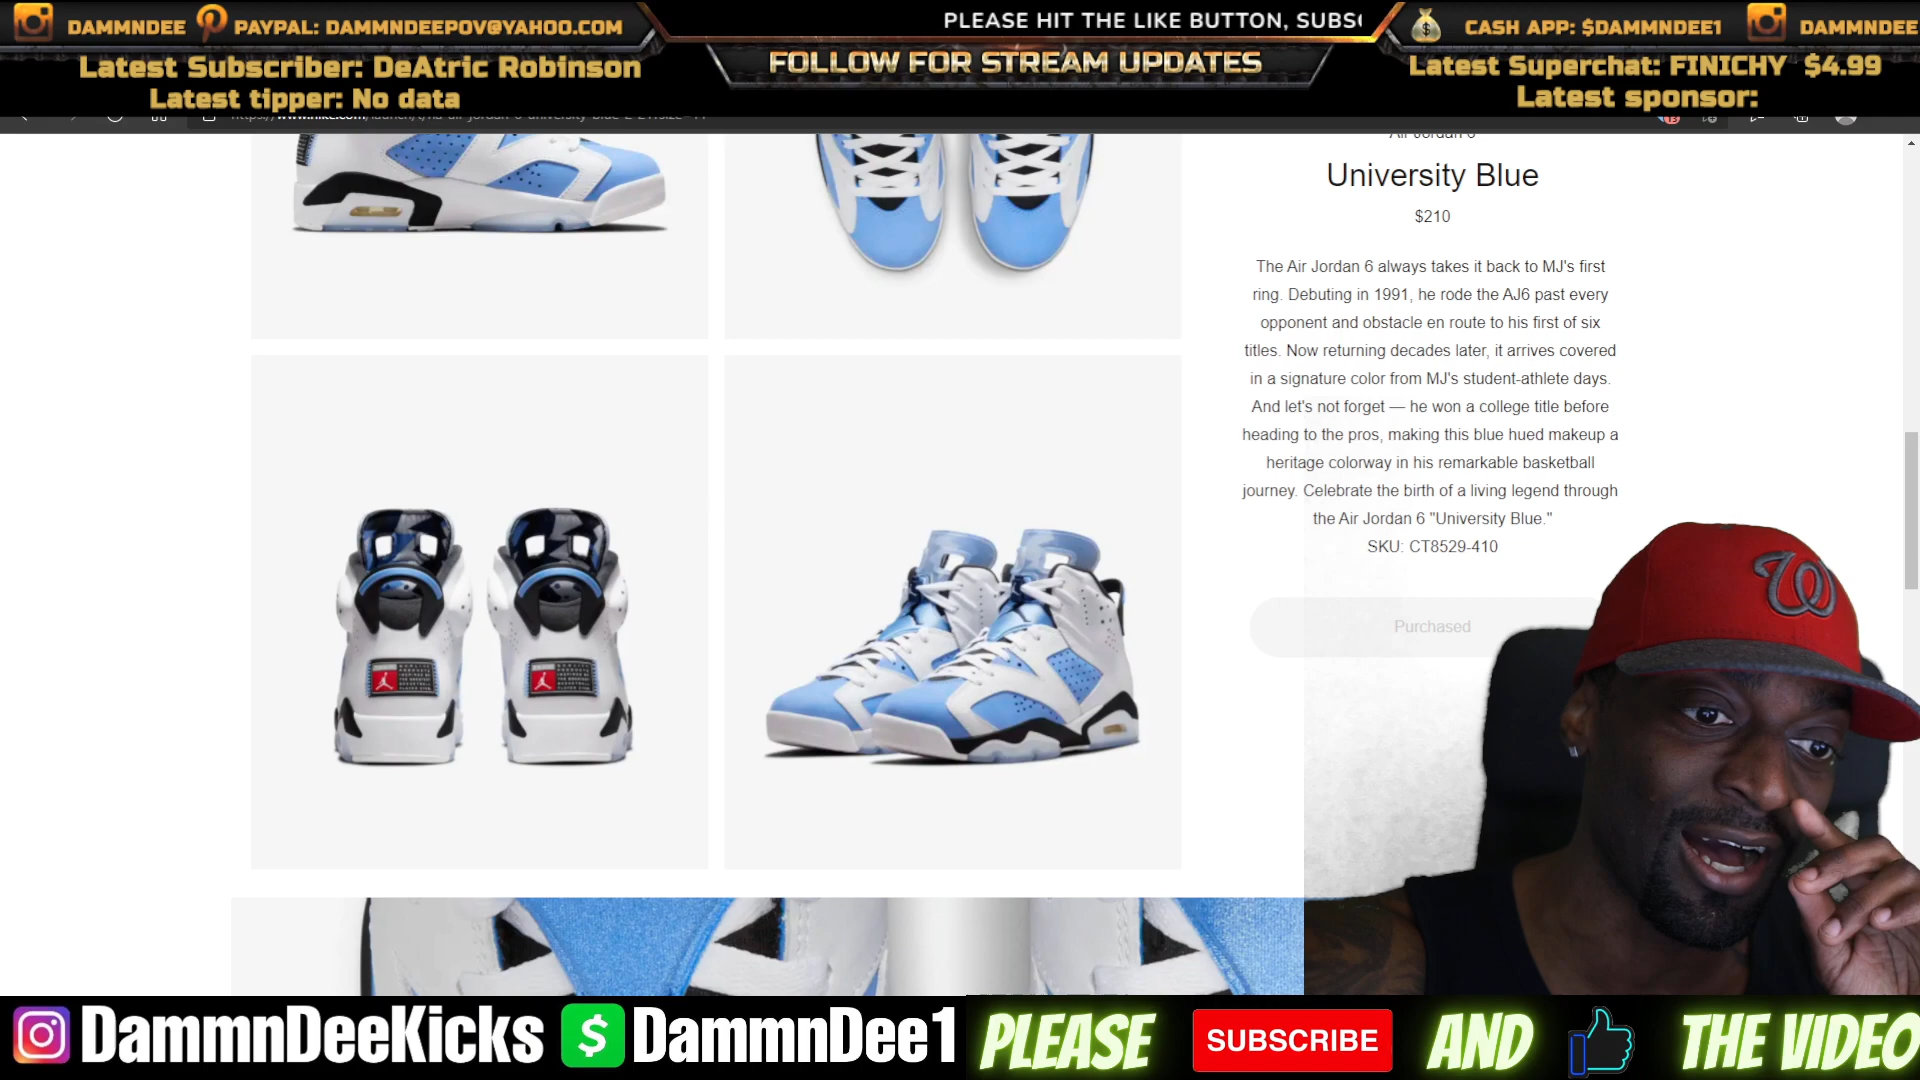 DAMMNDEE
PAYPAL: DAMMNDEEPOV@YAHOO.COM
PLEASE HIT THE LIKE BUTTON, SUBS
CASH APP: $DAMMNDEE1
DAMMNDEE
Latest Subscriber: DeAtric Robinson
Latest tipper: No data
FOLLOW FOR STREAM UPDATES
Latest Superchat: FINICHY $4.99
Latest sponsor:
Air Jordan 6
University Blue
$210
The Air Jordan 6 always takes it back to MJ's first
ring. Debuting in 1991, he rode the AJ6 past every
opponent and obstacle en route to his first of six
titles. Now returning decades later, it arrives covered
in a signature color from MJ's student-athlete days.
And let's not forget — he won a college title before
heading to the pros, making this blue hued makeup a
heritage colorway in his remarkable basketball
journey. Celebrate the birth of a living legend through
the Air Jordan 6 "University Blue."
SKU: CT8529-410
Purchased
W
DammnDeeKicks
$ DammnDee1
PLEASE
SUBSCRIBE
AND
THE VIDEO